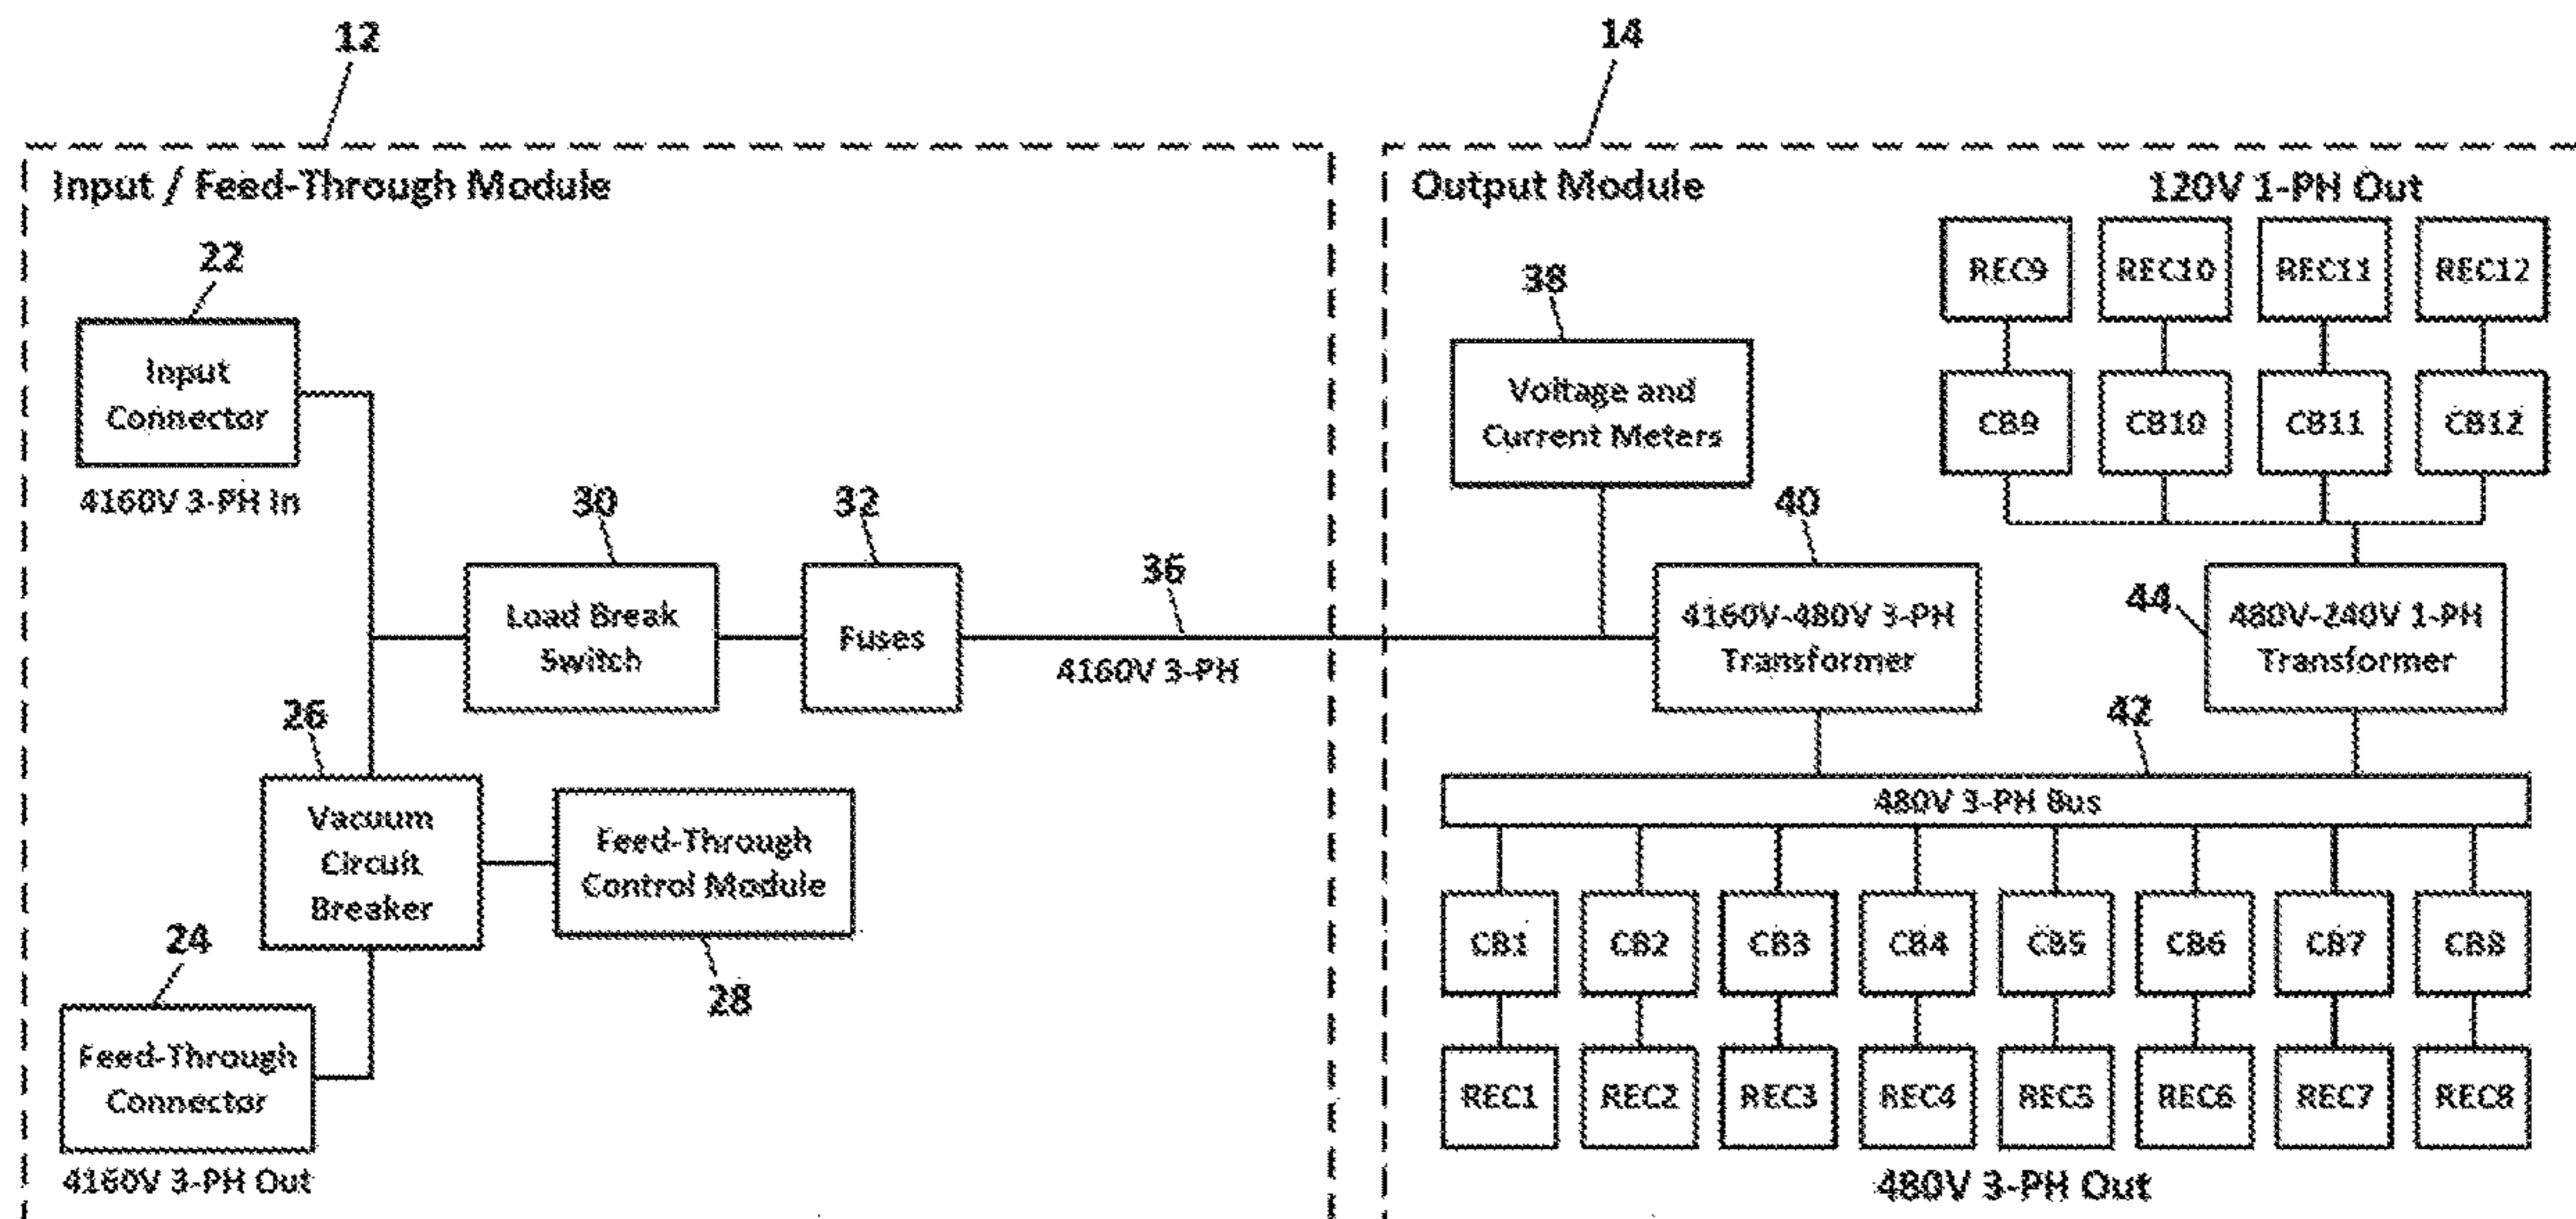 12
14
Input / Feed-Through Module
Output Module
120V 1-PH Out
22
Input
Connector
4160V 3-PH In
38
Voltage and
Current Meters
REC9 REC10 REC11 REC12
CB9 CB10 CB11 CB12
30
Load Break
Switch
32
Fuses
36
4160V 3-PH
40
4160V-480V 3-PH
Transformer
44
480V-240V 1-PH
Transformer
26
Vacuum
Circuit
Breaker
Feed-Through
Control Module
28
24
Feed-Through
Connector
4160V 3-PH Out
42
480V 3-PH Bus
CB1 CB2 CB3 CB4 CB5 CB6 CB7 CB8
REC1 REC2 REC3 REC4 REC5 REC6 REC7 REC8
480V 3-PH Out